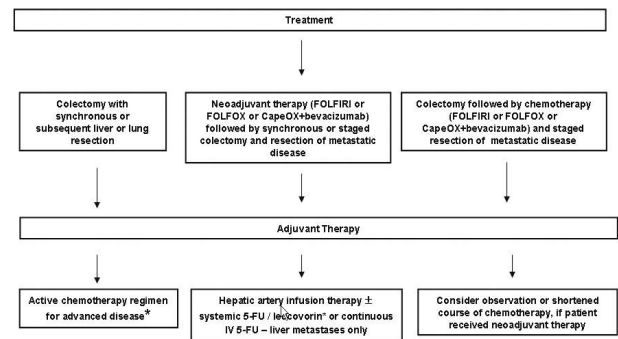 Treatment
Colectomy with
synchronous or
subsequent liver or lung
resection
Neoadjuvant therapy (FOLFIRI or
FOLFOX or CapeOX+bevacizumab)
followed by synchronous or staged
colectomy and resection of metastatic
disease
Colectomy followed by chemotherapy
(FOLFIRI or FOLFOX or
CapeOX+bevacizumab) and staged
resection of metastatic disease
Adjuvant Therapy
Active chemotherapy regimen
for advanced disease*
Hepatic artery infusion therapy ±
systemic 5-FU / leucovorin* or continuous
IV 5-FU – liver metastases only
Consider observation or shortened
course of chemotherapy, if patient
received neoadjuvant therapy